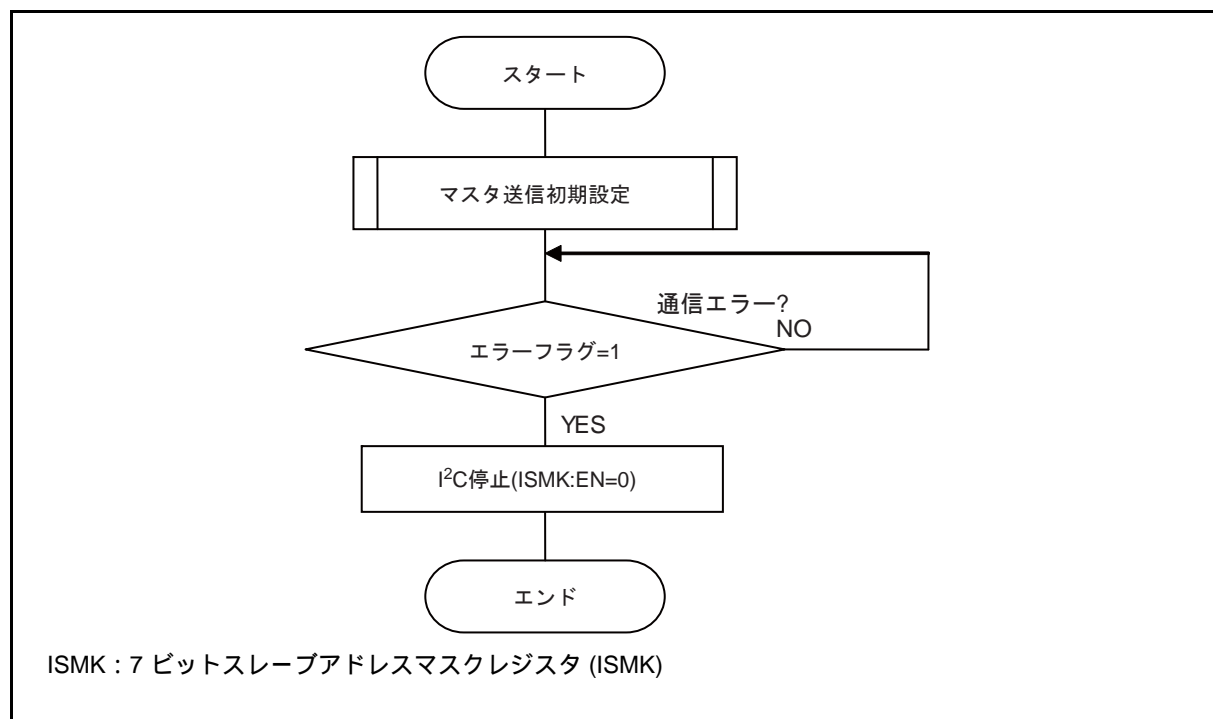 スタート
マスタ送信初期設定
通信エラー?
NO
エラーフラグ=1
YES
I²C停止(ISMK:EN=0)
エンド
ISMK : 7 ビットスレーブアドレスマスクレジスタ (ISMK)